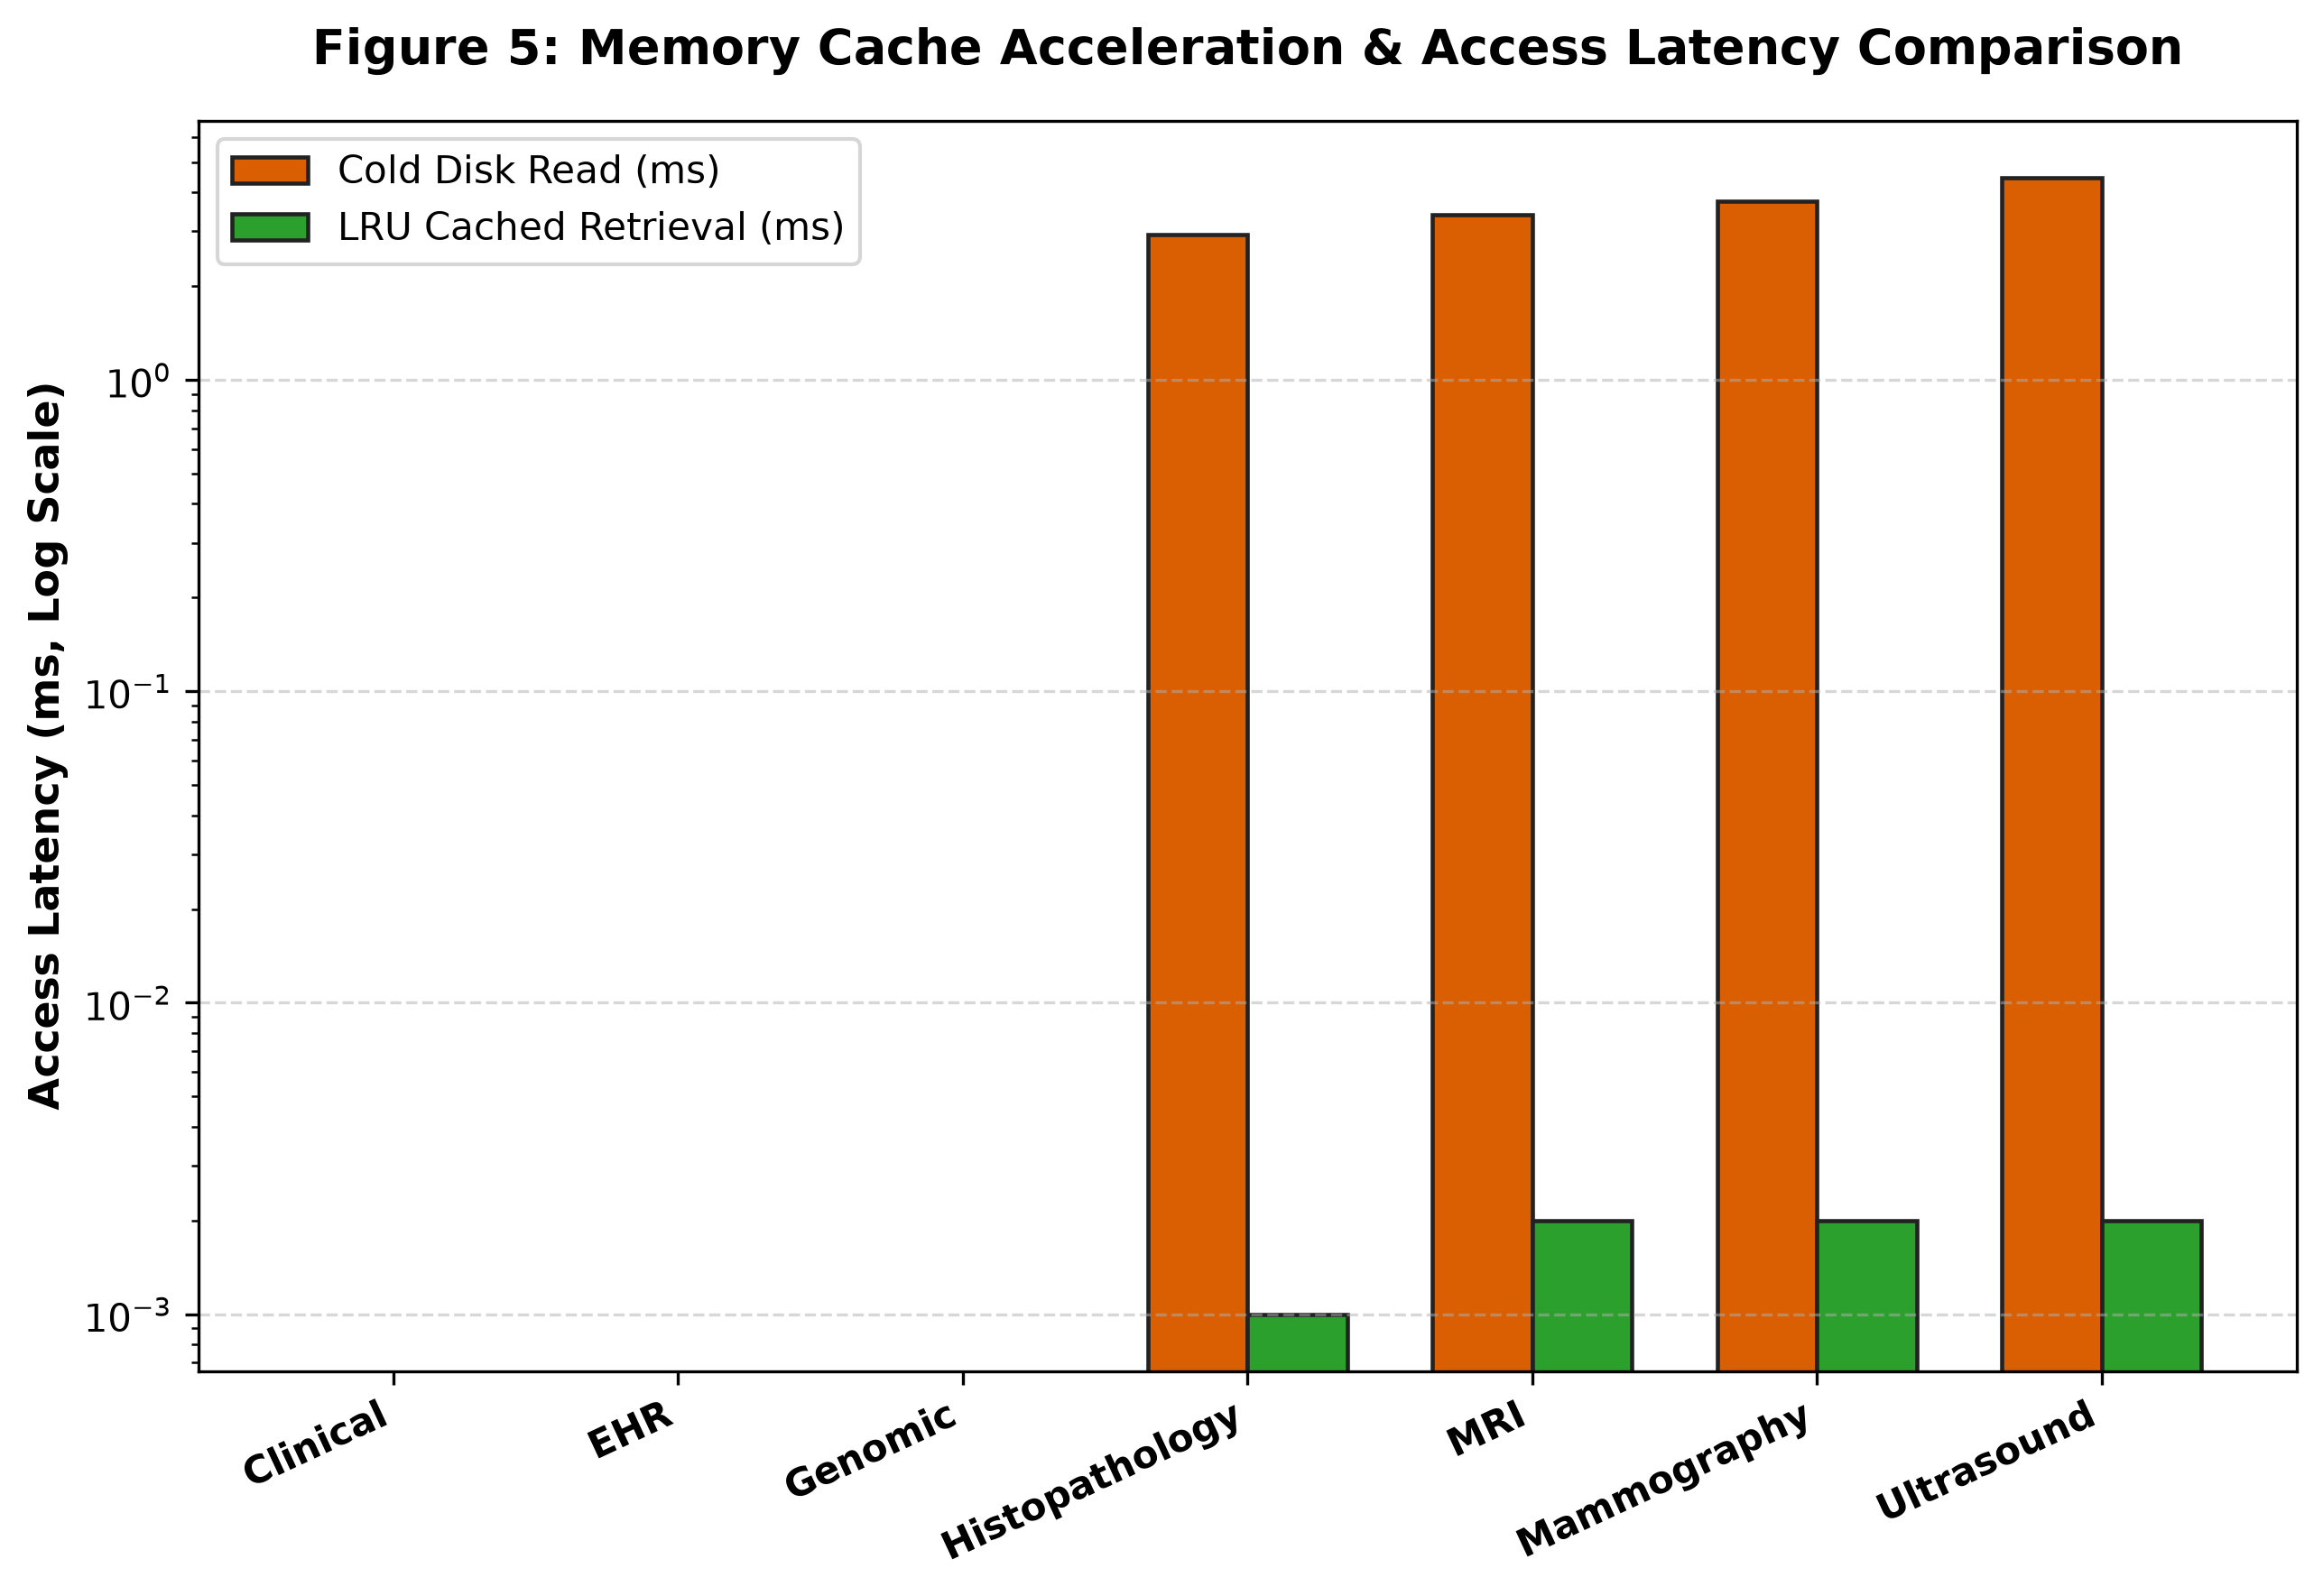 Figure 5: Memory Cache Acceleration & Access Latency Comparison
Cold Disk Read (ms)
LRU Cached Retrieval (ms)
Access Latency (ms, Log Scale)
10⁰
10⁻¹
10⁻²
10⁻³
Clinical
EHR
Genomic
Histopathology
MRI
Mammography
Ultrasound